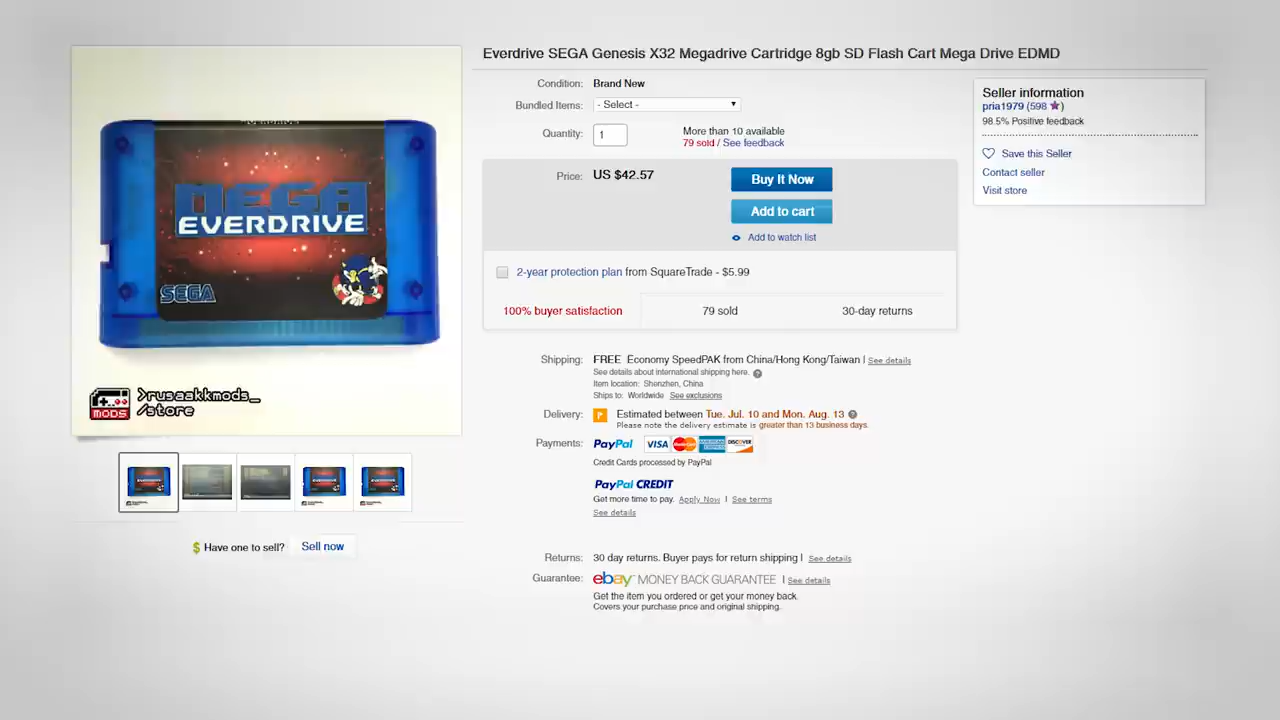 Everdrive SEGA Genesis X32 Megadrive Cartridge 8gb SD Flash Cart Mega Drive EDMD
Condition: Brand New
Bundled Items: - Select -
Quantity: 1 More than 10 available
79 sold / See feedback
Price: US $42.57 Buy It Now
Add to cart
Add to watch list
2-year protection plan from SquareTrade - $5.99
100% buyer satisfaction 79 sold 30-day returns
Shipping: FREE Economy SpeedPAK from China/Hong Kong/Taiwan | See details
See details about international shipping here. ?
Item location: Shenzhen, China
Ships to: Worldwide See exclusions
Delivery: Estimated between Tue. Jul. 10 and Mon. Aug. 13 ?
Please note the delivery estimate is greater than 13 business days.
Payments: PayPal VISA MasterCard AMERICAN EXPRESS DISCOVER
Credit Cards processed by PayPal
PayPal CREDIT
Get more time to pay. Apply Now | See terms
See details
Returns: 30 day returns. Buyer pays for return shipping | See details
Guarantee: ebay MONEY BACK GUARANTEE | See details
Get the item you ordered or get your money back.
Covers your purchase price and original shipping.
Seller information
pria1979 (598 ★)
98.5% Positive feedback
Save this Seller
Contact seller
Visit store
MEGA
EVERDRIVE
SEGA
MODS
>rusaakkmods_
/store
$ Have one to sell? Sell now